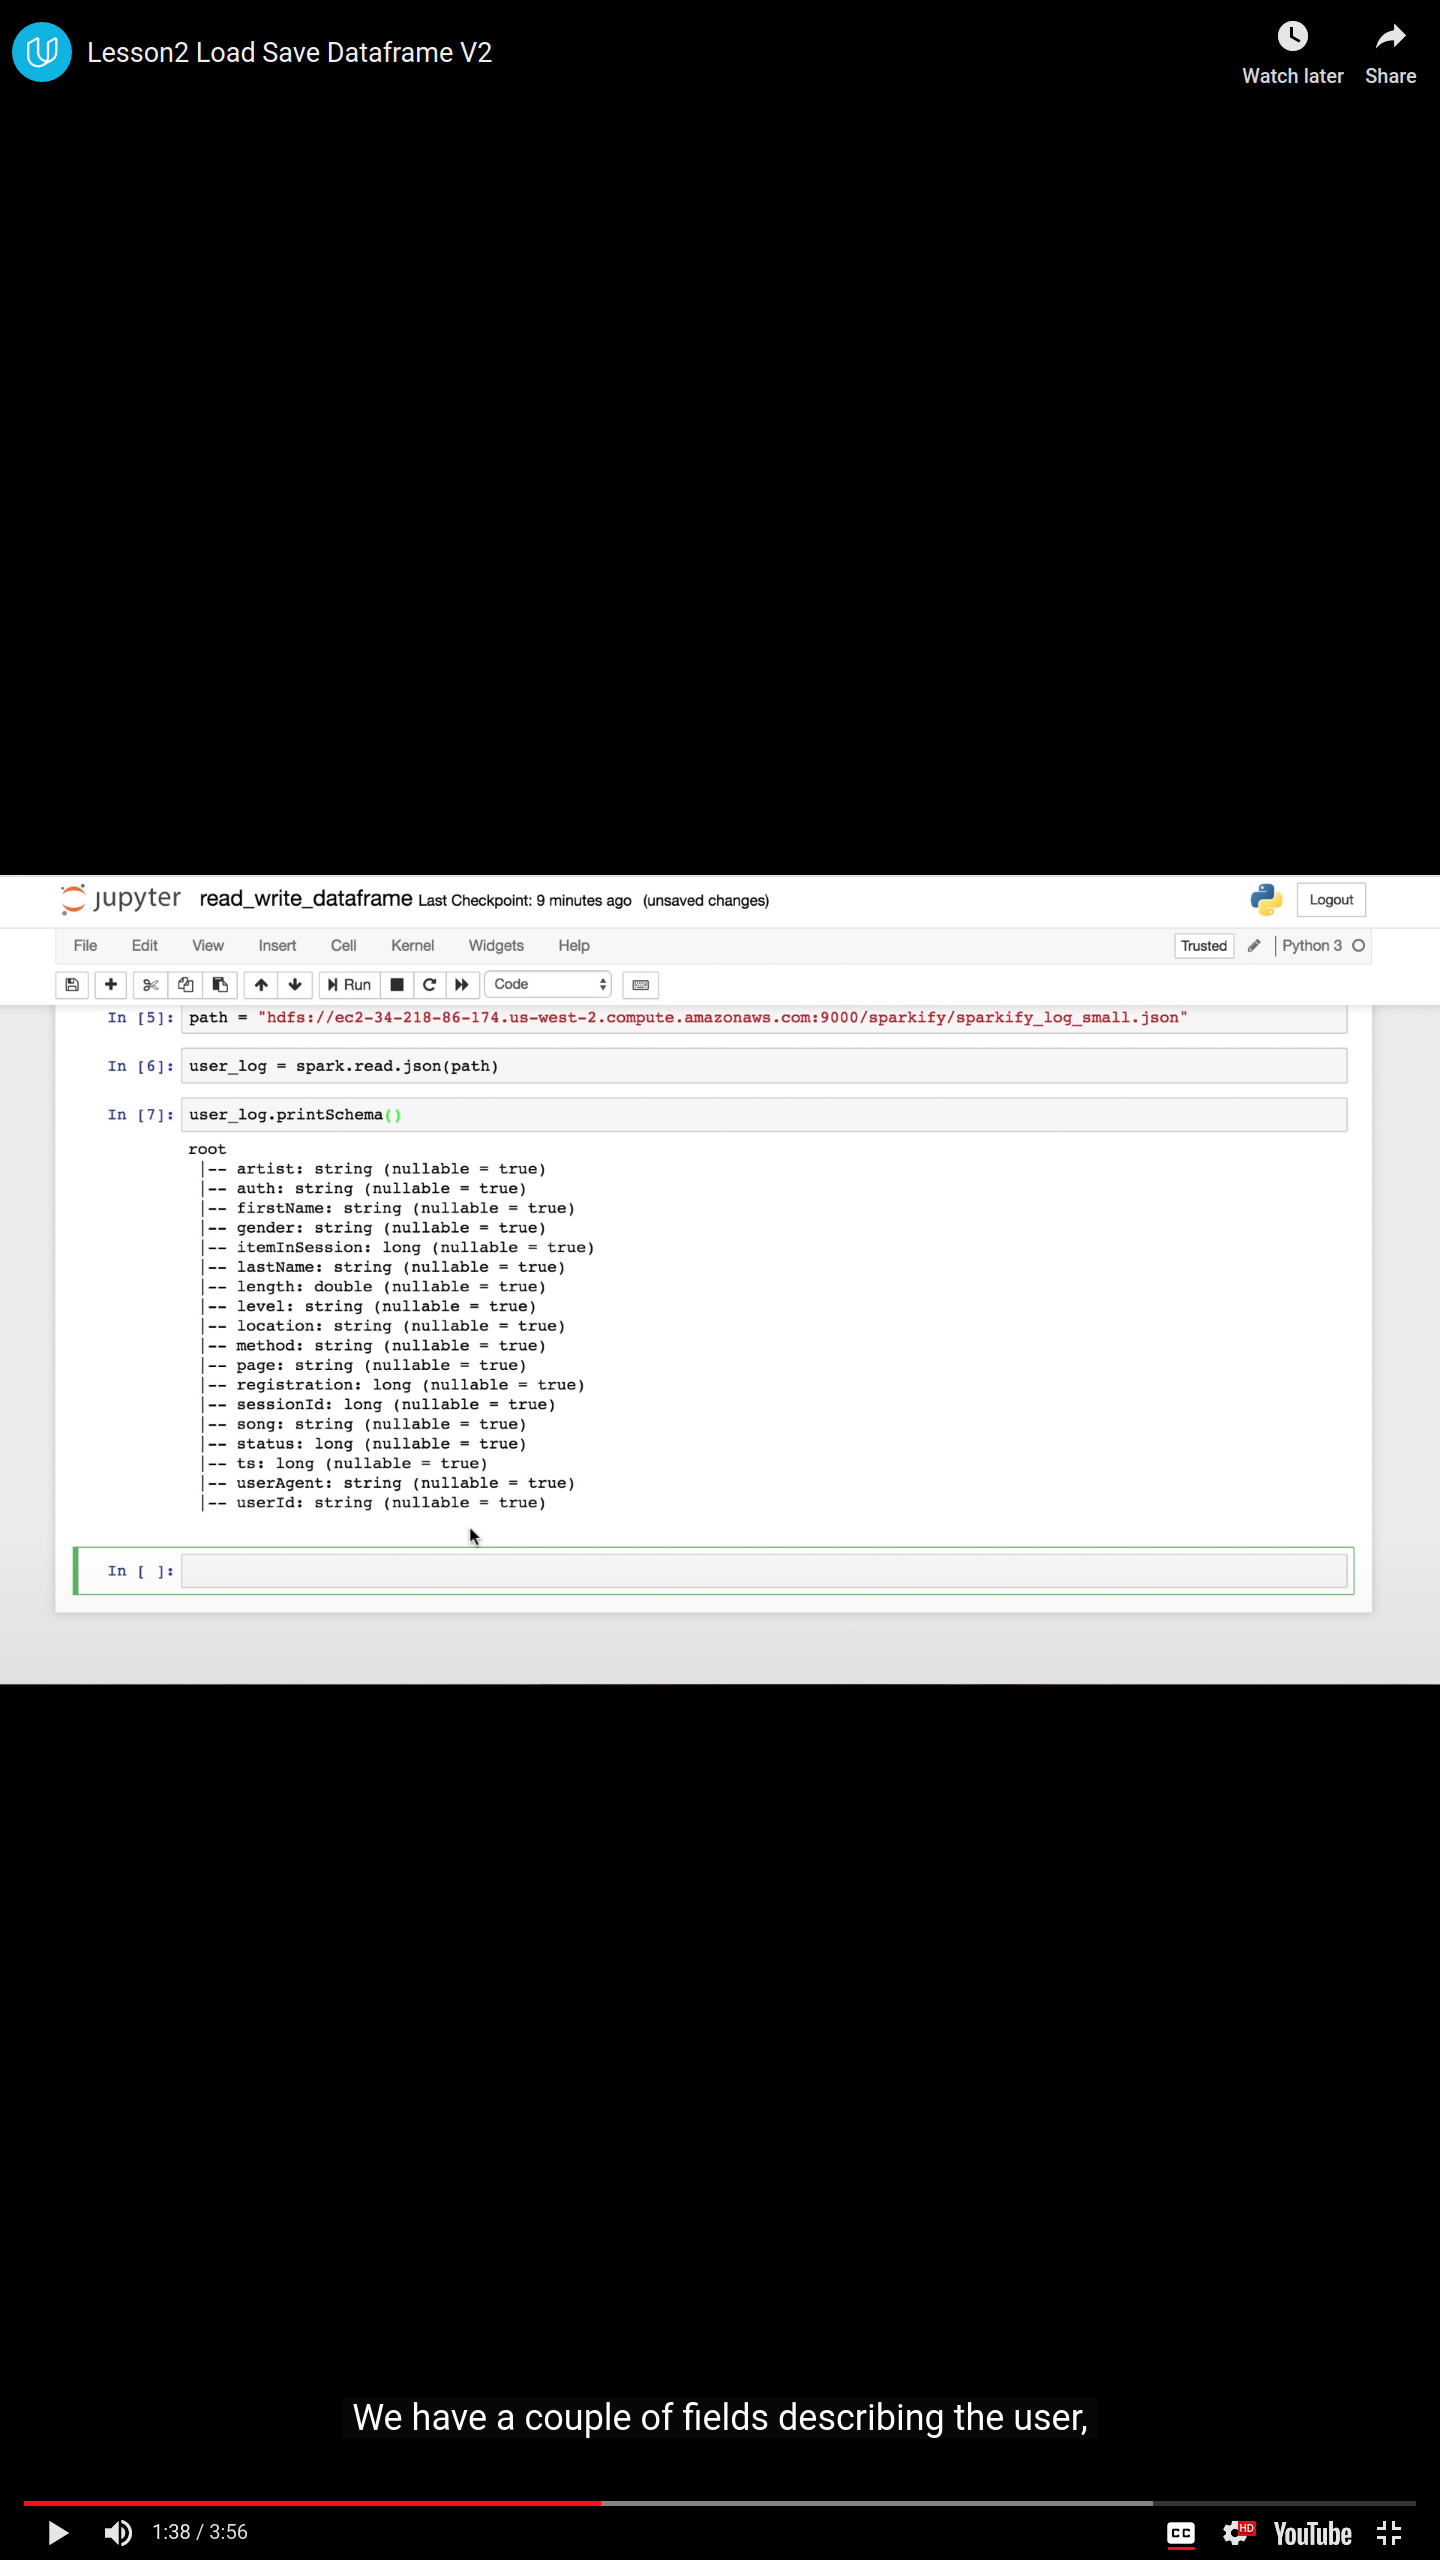 Lesson2 Load Save Dataframe V2
Watch later
Share
jupyter read_write_dataframe Last Checkpoint: 9 minutes ago (unsaved changes)
Logout
File Edit View Insert Cell Kernel Widgets Help
Trusted
Python 3
Run
Code
In [5]: path = "hdfs://ec2-34-218-86-174.us-west-2.compute.amazonaws.com:9000/sparkify/sparkify_log_small.json"
In [6]: user_log = spark.read.json(path)
In [7]: user_log.printSchema()
root
|-- artist: string (nullable = true)
|-- auth: string (nullable = true)
|-- firstName: string (nullable = true)
|-- gender: string (nullable = true)
|-- itemInSession: long (nullable = true)
|-- lastName: string (nullable = true)
|-- length: double (nullable = true)
|-- level: string (nullable = true)
|-- location: string (nullable = true)
|-- method: string (nullable = true)
|-- page: string (nullable = true)
|-- registration: long (nullable = true)
|-- sessionId: long (nullable = true)
|-- song: string (nullable = true)
|-- status: long (nullable = true)
|-- ts: long (nullable = true)
|-- userAgent: string (nullable = true)
|-- userId: string (nullable = true)
In [ ]:
We have a couple of fields describing the user,
1:38 / 3:56
CC
HD
YouTube